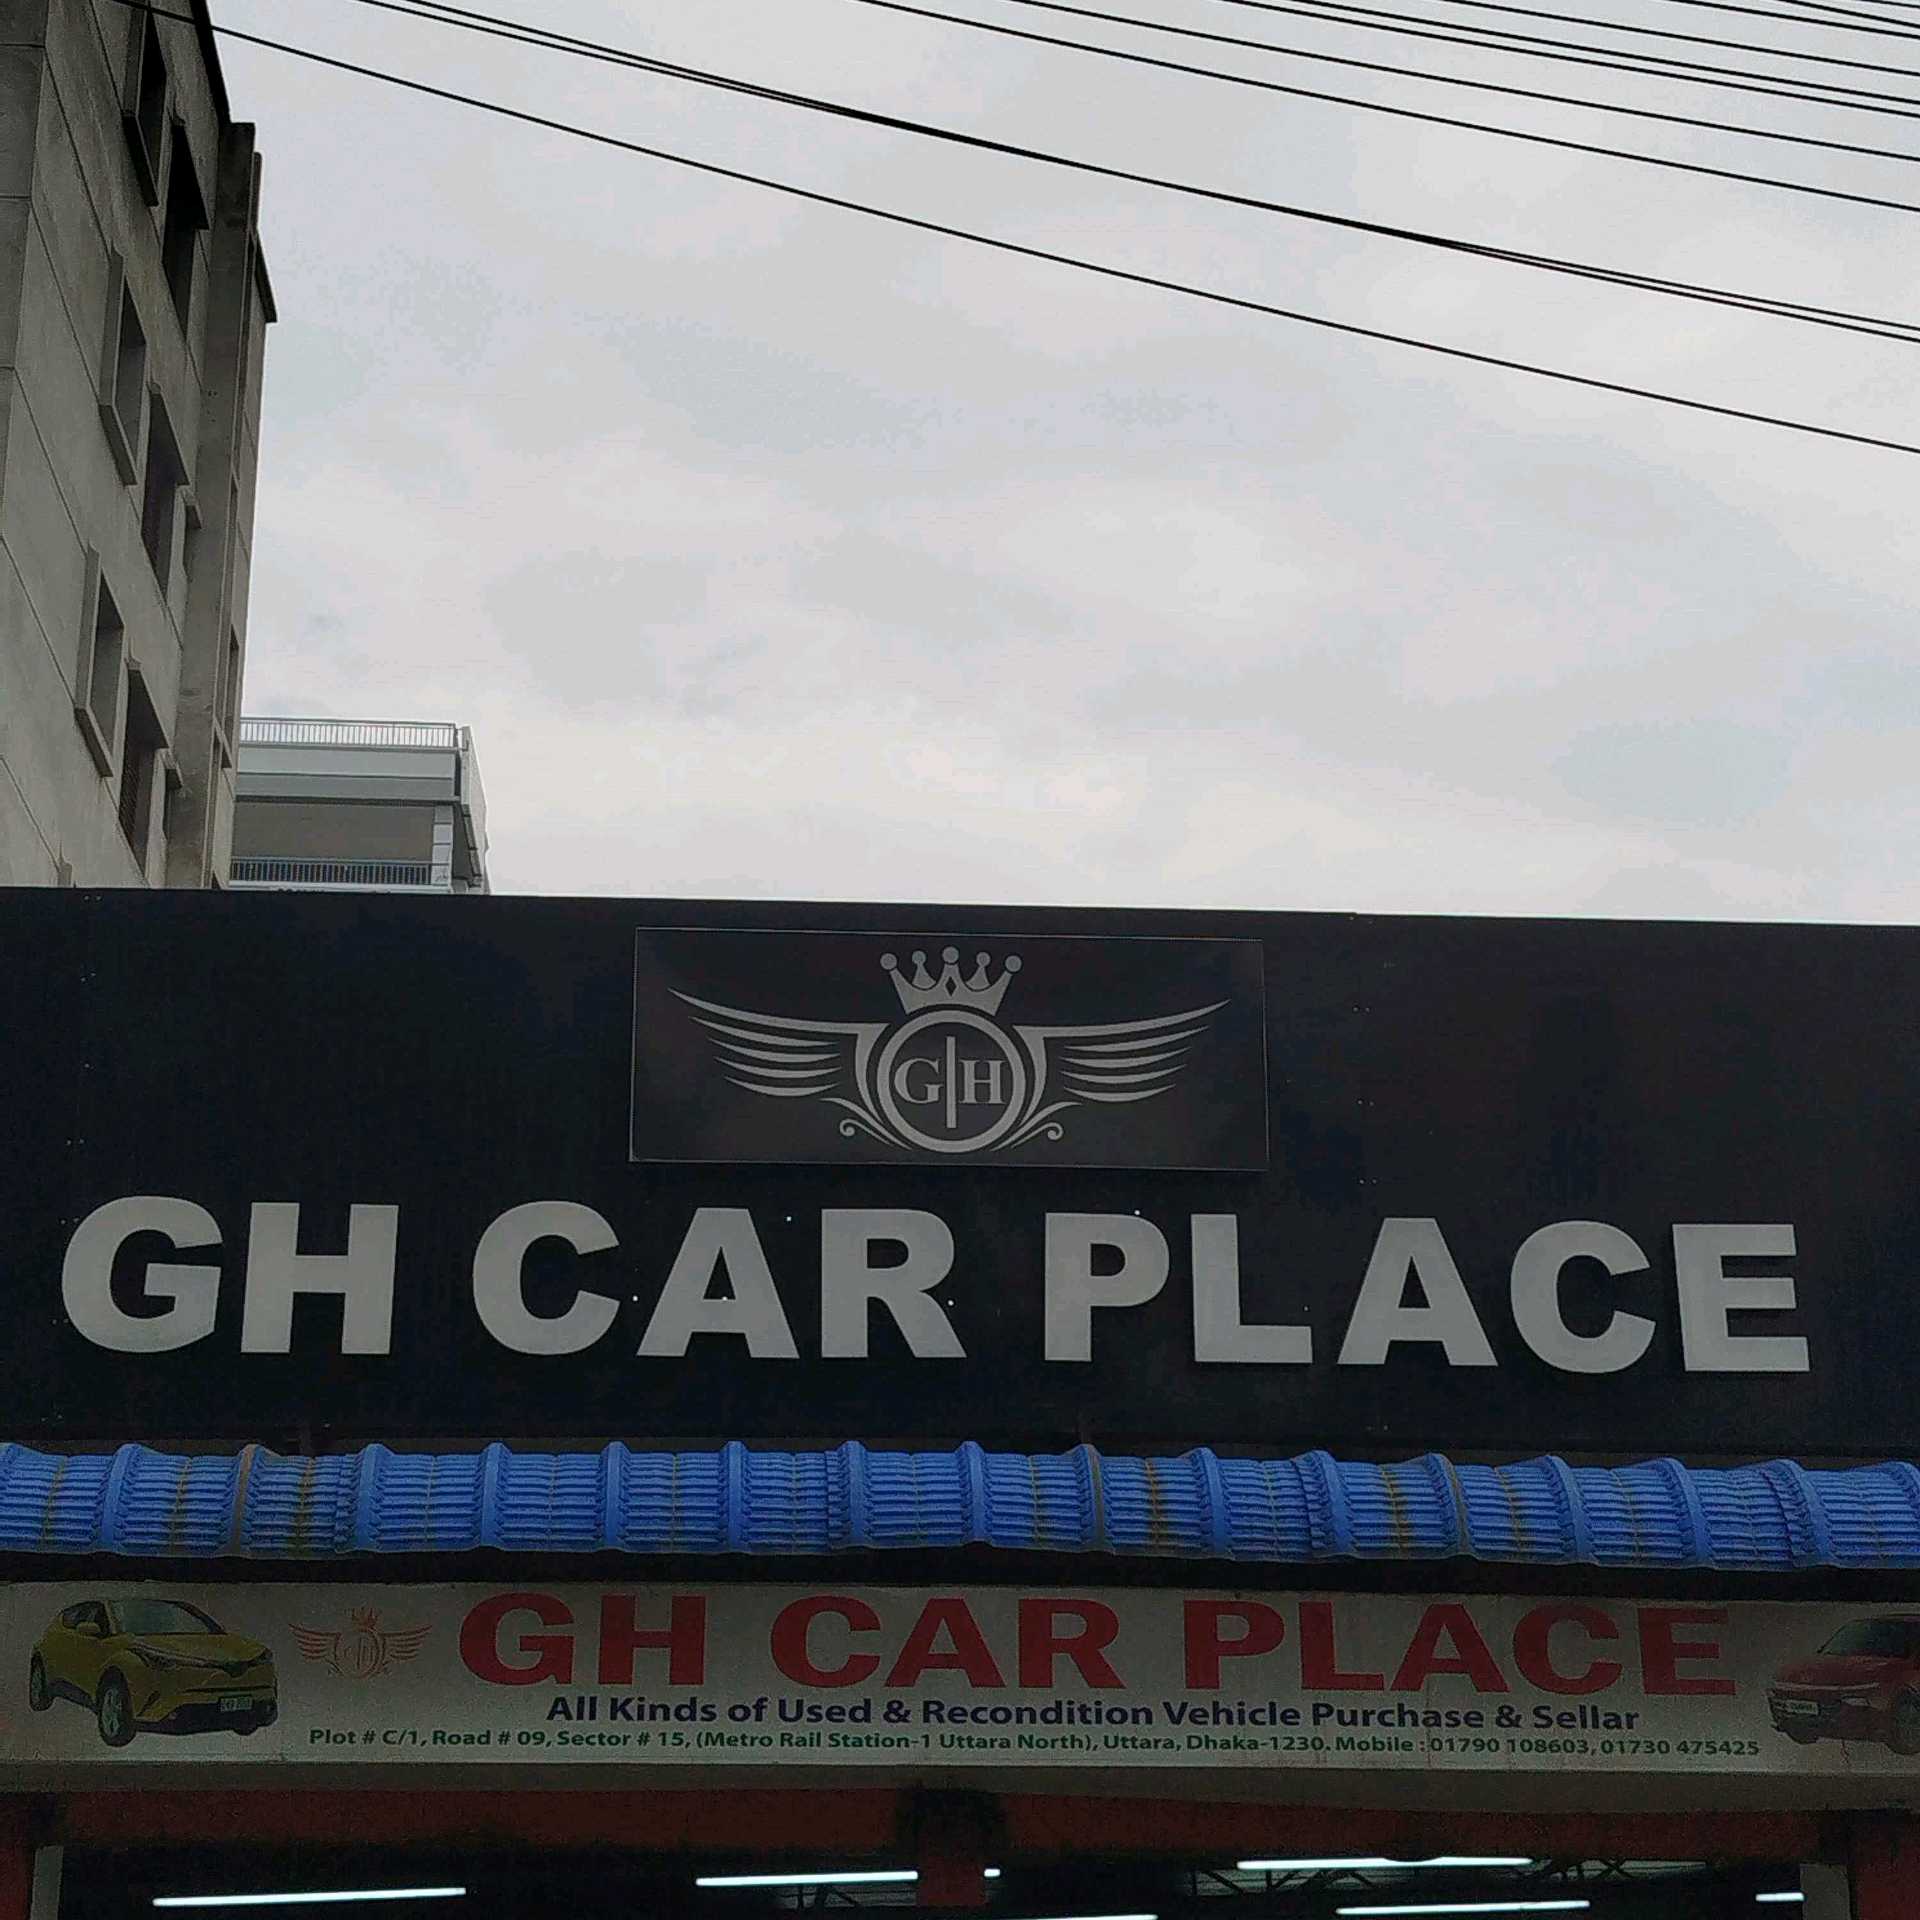 G|H
GH CAR PLACE
GH CAR PLACE
All Kinds of Used & Recondition Vehicle Purchase & Sellar
Plot # C/1, Road # 09, Sector # 15, (Metro Rail Station-1 Uttara North), Uttara, Dhaka-1230. Mobile : 01790 108603, 01730 475425